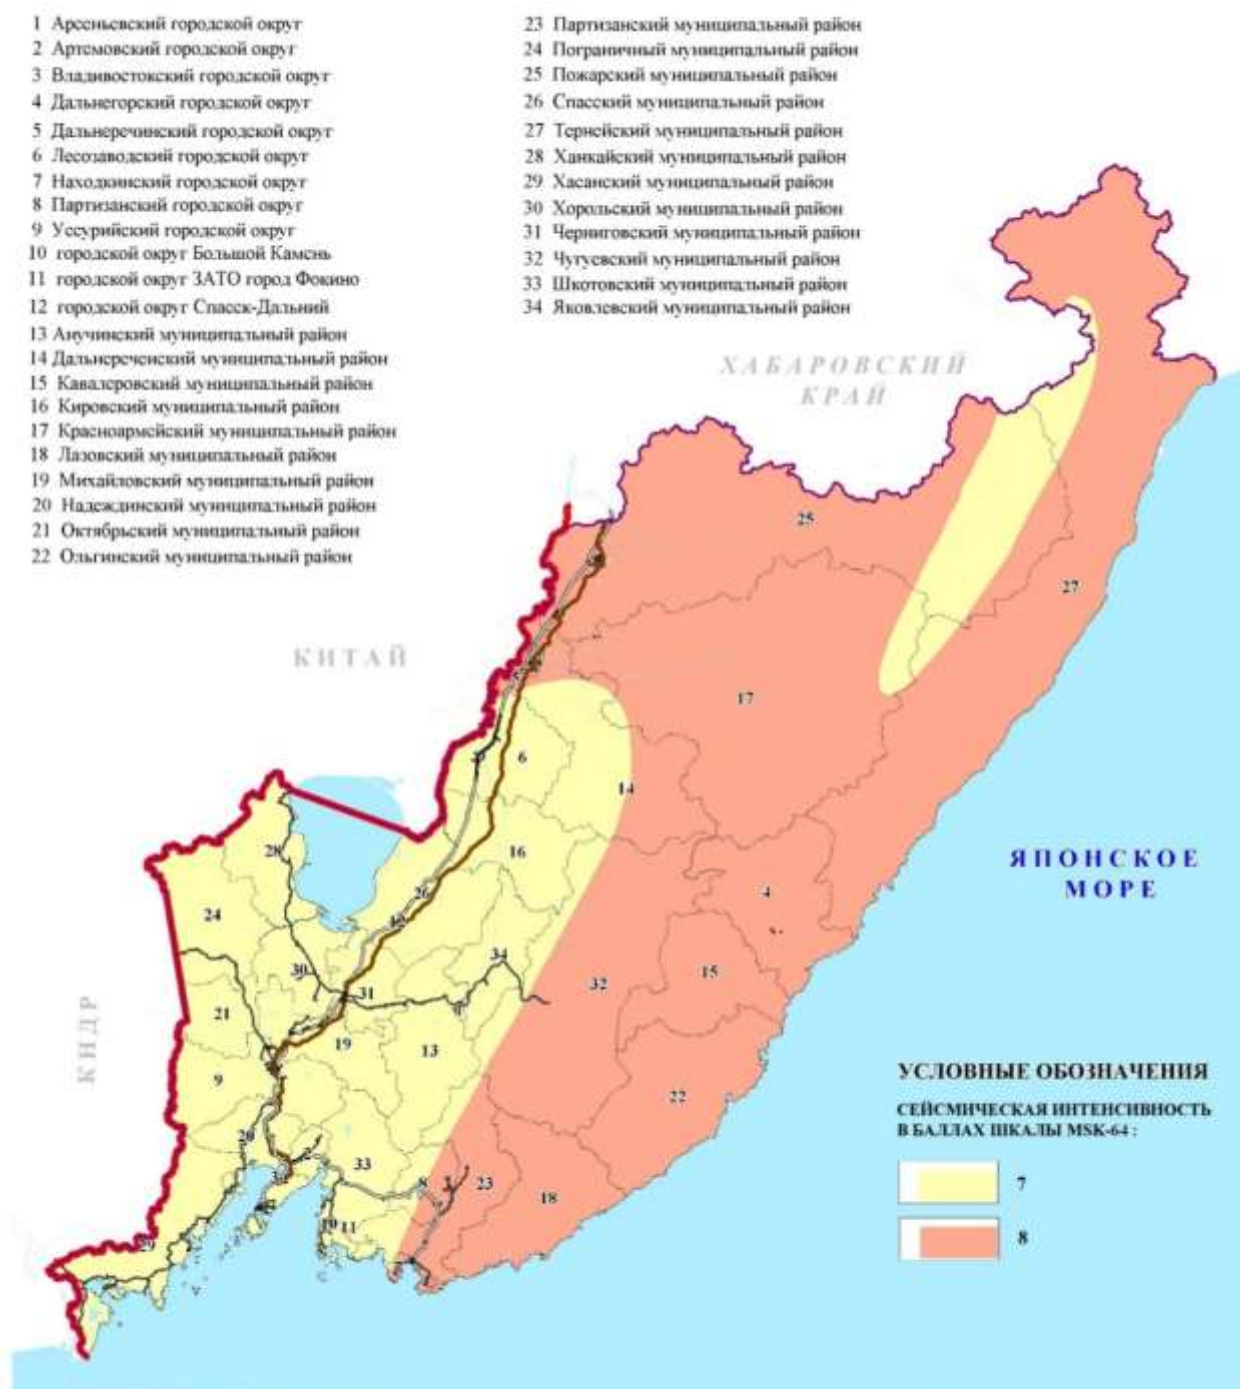 1 Арсеньевский городской округ
2 Артемовский городской округ
3 Владивостокский городской округ
4 Дальнегорский городской округ
5 Дальнеречинский городской округ
6 Лесозаводский городской округ
7 Находкинский городской округ
8 Партизанский городской округ
9 Уссурийский городской округ
10 городской округ Большой Камень
11 городской округ ЗАТО город Фокино
12 городской округ Спасск-Дальний
13 Анучинский муниципальный район
14 Дальнереченский муниципальный район
15 Кавалеровский муниципальный район
16 Кировский муниципальный район
17 Красноармейский муниципальный район
18 Лазовский муниципальный район
19 Михайловский муниципальный район
20 Надеждинский муниципальный район
21 Октябрьский муниципальный район
22 Ольгинский муниципальный район
23 Партизанский муниципальный район
24 Пограничный муниципальный район
25 Пожарский муниципальный район
26 Спасский муниципальный район
27 Тернейский муниципальный район
28 Ханкайский муниципальный район
29 Хасанский муниципальный район
30 Хорольский муниципальный район
31 Черниговский муниципальный район
32 Чугуевский муниципальный район
33 Шкотовский муниципальный район
34 Яковлевский муниципальный район
ХАБАРОВСКИЙ
КРАЙ
25
27
КИТАЙ
17
6
14
28
16
ЯПОНСКОЕ
МОРЕ
26
4
24
12
34
30
15
32
31
КНДР
21
19
13
9
22
20
2
33
8
23
18
10
11
29
УСЛОВНЫЕ ОБОЗНАЧЕНИЯ
СЕЙСМИЧЕСКАЯ ИНТЕНСИВНОСТЬ
В БАЛЛАХ ШКАЛЫ MSK-64 :
7
8